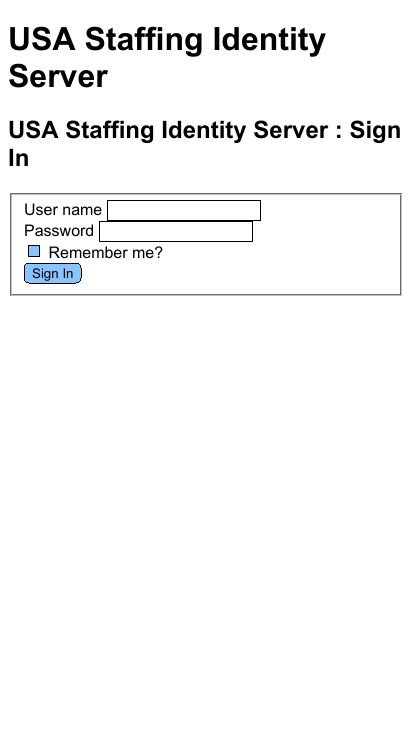 USA Staffing Identity
Server
USA Staffing Identity Server : Sign
In
User name
Password
Remember me?
Sign In